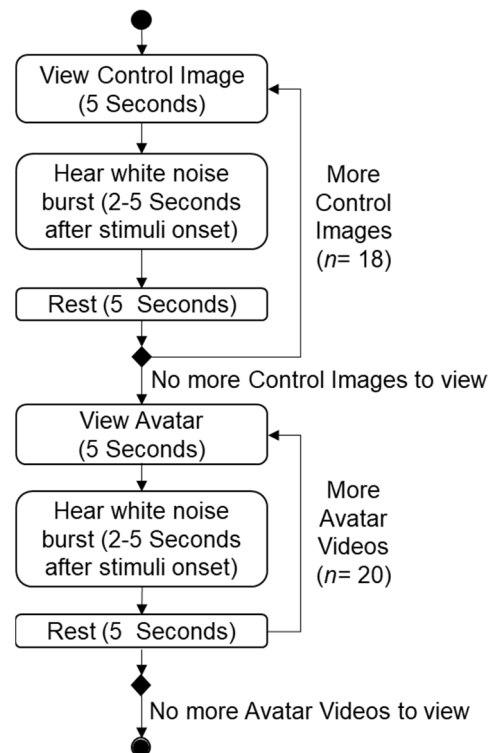 View Control Image
(5 Seconds)
Hear white noise
burst (2-5 Seconds
after stimuli onset)
More
Control
Images
(n= 18)
Rest (5 Seconds)
No more Control Images to view
View Avatar
(5 Seconds)
Hear white noise
burst (2-5 Seconds
after stimuli onset)
More
Avatar
Videos
(n= 20)
Rest (5 Seconds)
No more Avatar Videos to view